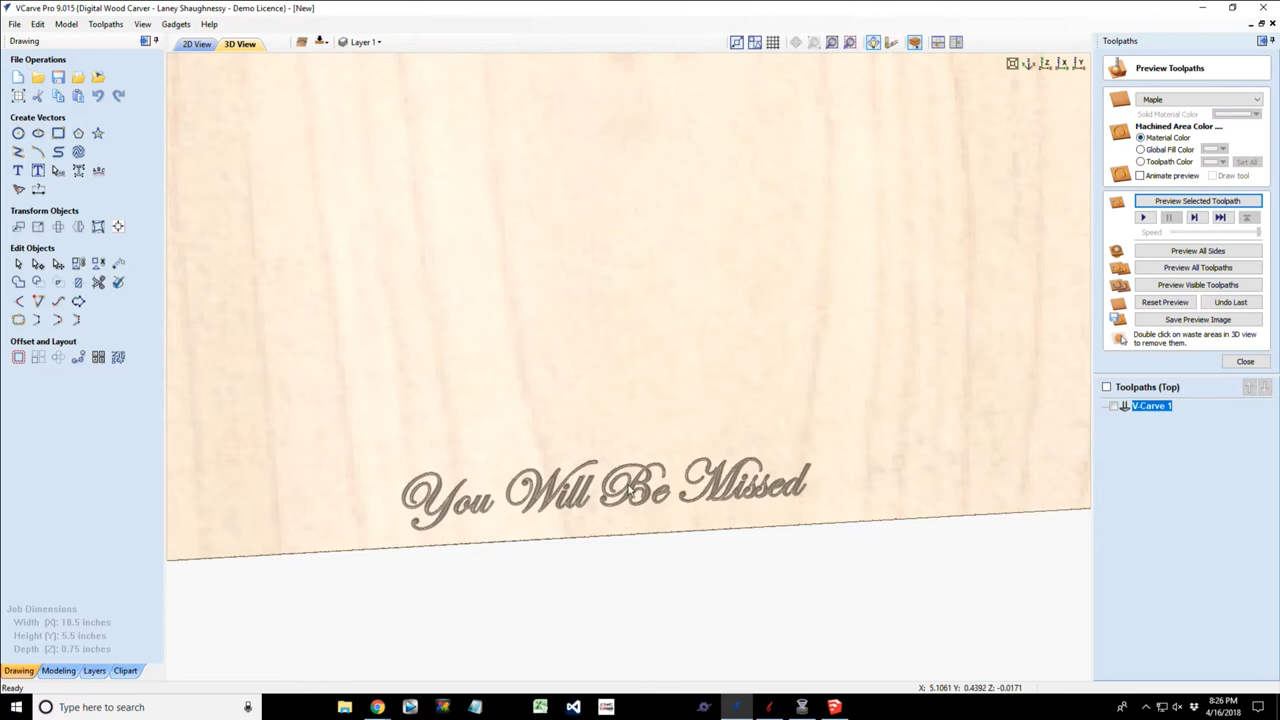 VCarve Pro 9.015 {Digital Wood Carver - Laney Shaughnessy - Demo Licence} - [New]
File Edit Model Toolpaths View Gadgets Help
Drawing
2D View 3D View
Layer 1
File Operations
Create Vectors
Transform Objects
Edit Objects
Offset and Layout
Job Dimensions
Width (X): 18.5 inches
Height (Y): 5.5 inches
Depth (Z): 0.75 inches
Drawing Modeling Layers Clipart
Ready
You Will Be Missed
Toolpaths
Preview Toolpaths
Maple
Solid Material Color
Machined Area Color ....
Material Color
Global Fill Color
Toolpath Color Set All
Animate preview Draw tool
Preview Selected Toolpath
Speed
Preview All Sides
Preview All Toolpaths
Preview Visible Toolpaths
Reset Preview Undo Last
Save Preview Image
Double click on waste areas in 3D view
to remove them.
Close
Toolpaths (Top)
V-Carve 1
X: 5.1061 Y: 0.4392 Z: -0.0171
Type here to search
8:26 PM
4/16/2018